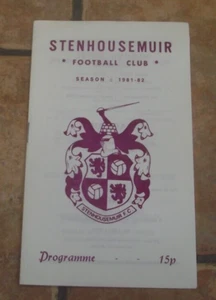 STENHOUSEMUIR
* FOOTBALL CLUB *
SEASON : 1981-82
STENHOUSEMUIR F.C.
Programme - - 15p